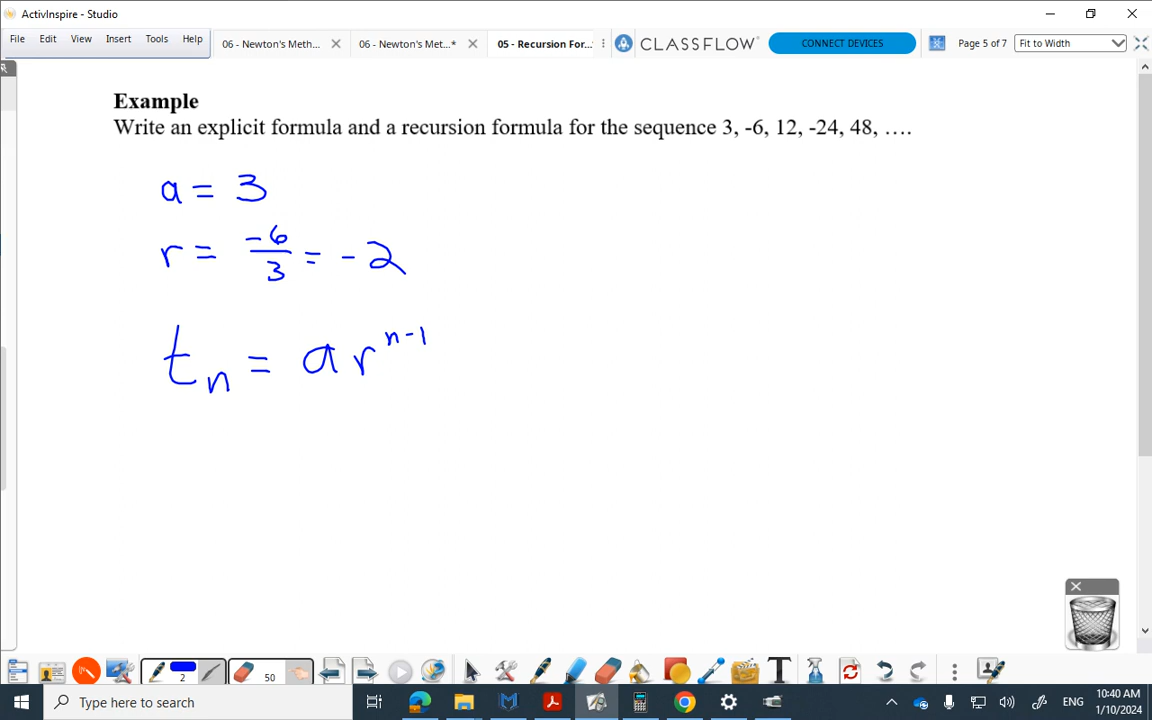 ActivInspire - Studio
File Edit View Insert Tools Help
06 - Newton's Meth...
06 - Newton's Met...*
05 - Recursion For...
CLASSFLOW
CONNECT DEVICES
Page 5 of 7
Fit to Width
Example
Write an explicit formula and a recursion formula for the sequence 3, -6, 12, -24, 48, ….
a = 3
r = -6/3 = -2
tₙ = a rⁿ⁻¹
2
50
T
Type here to search
ENG
10:40 AM
1/10/2024